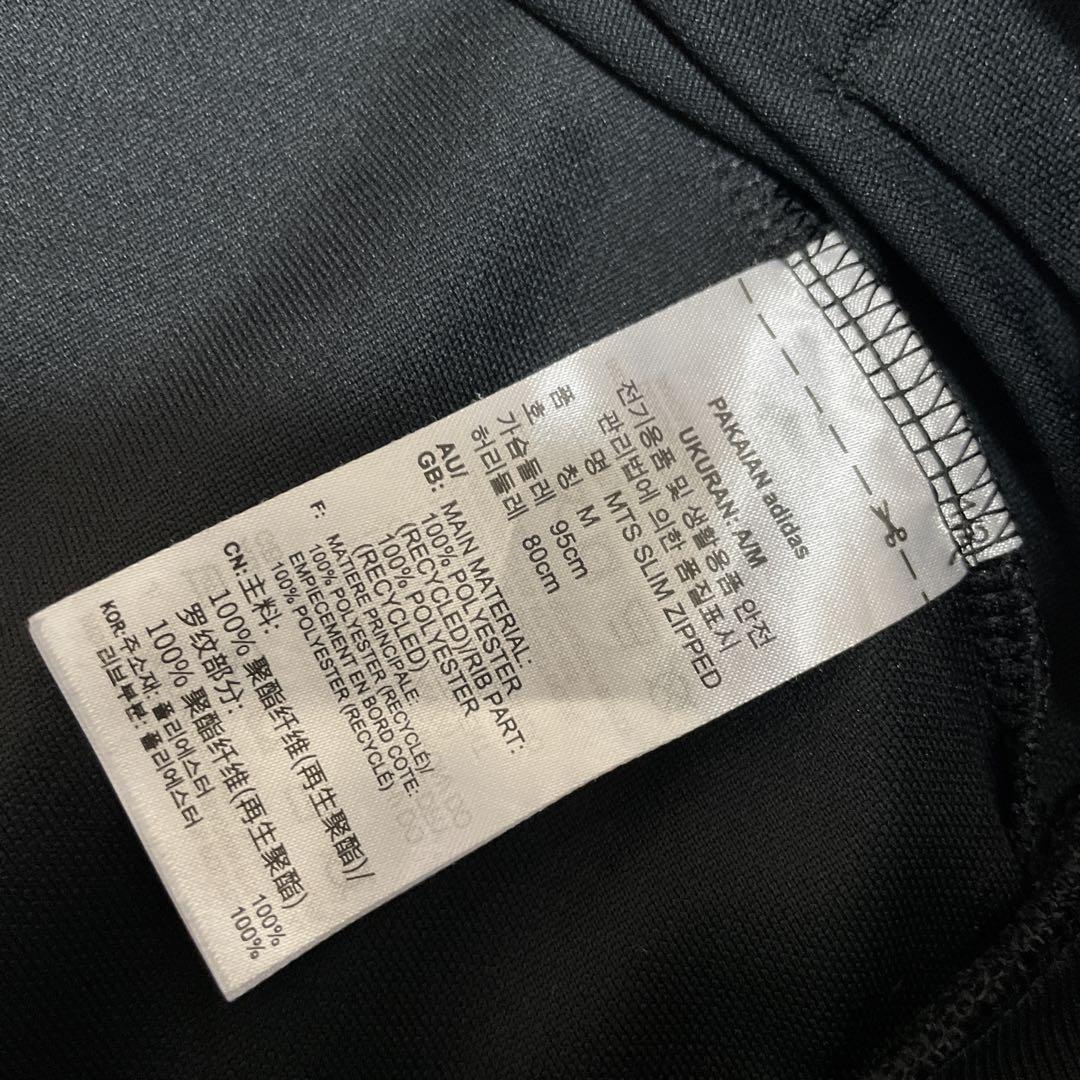 PAKAIAN adidas
UKURAN: A/M
전기용품 및 생활용품 안전
관리법에 의한 품질표시
품 명 MTS SLIM ZIPPED
호 칭 M
가슴둘레 95cm
허리둘레 80cm
AU/
GB: MAIN MATERIAL:
100% POLYESTER
(RECYCLED)/RIB PART:
100% POLYESTER
(RECYCLED)
F: MATIERE PRINCIPALE:
100% POLYESTER (RECYCLÉ)/
EMPIECEMENT EN BORD COTE:
100% POLYESTER (RECYCLÉ)
CN: 主料:
100% 聚酯纤维(再生聚酯)/
罗纹部分:
100% 聚酯纤维(再生聚酯)
KOR: 주소재: 폴리에스터 100%
리브부분: 폴리에스터 100%